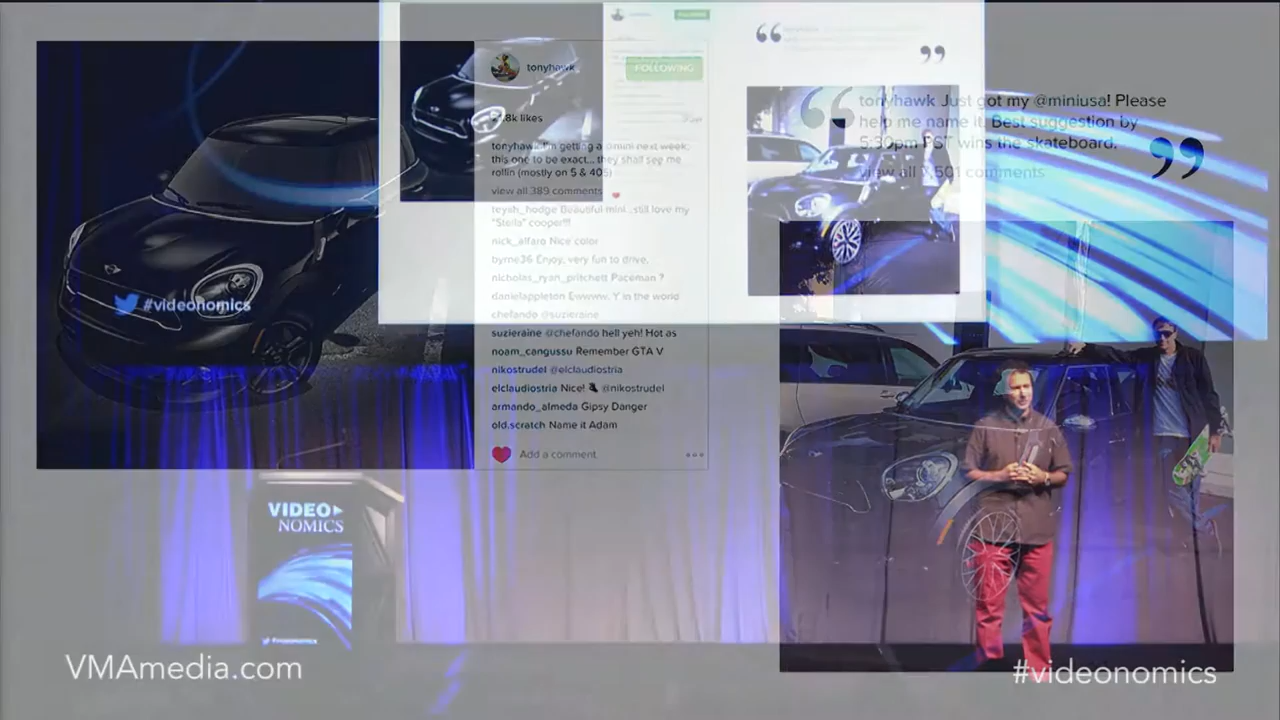 tonyhawk
FOLLOWING
8k likes
tonyhawk I'm getting a @mini next week;
this one to be exact... they shall see me
rollin (mostly on 5 & 405)
view all 389 comments
teyah_hodge Beautiful mini...still love my
"Stella" cooper!!!
nick_alfaro Nice color
byrne36 Enjoy, very fun to drive.
nicholas_ryan_pritchett Paceman ?
danielappleton Ewwww. Y in the world
chefando @suzieraine
suzieraine @chefando hell yeh! Hot as
noam_cangussu Remember GTA V
nikostrudel @elclaudiostria
elclaudiostria Nice! @nikostrudel
armando_almeda Gipsy Danger
old.scratch Name it Adam
Add a comment
“
tonyhawk Just got my @miniusa! Please
help me name it. Best suggestion by
5:30pm PST wins the skateboard.
”
view all 7,501 comments
#videonomics
VIDEO
NOMICS
VMAmedia.com
#videonomics